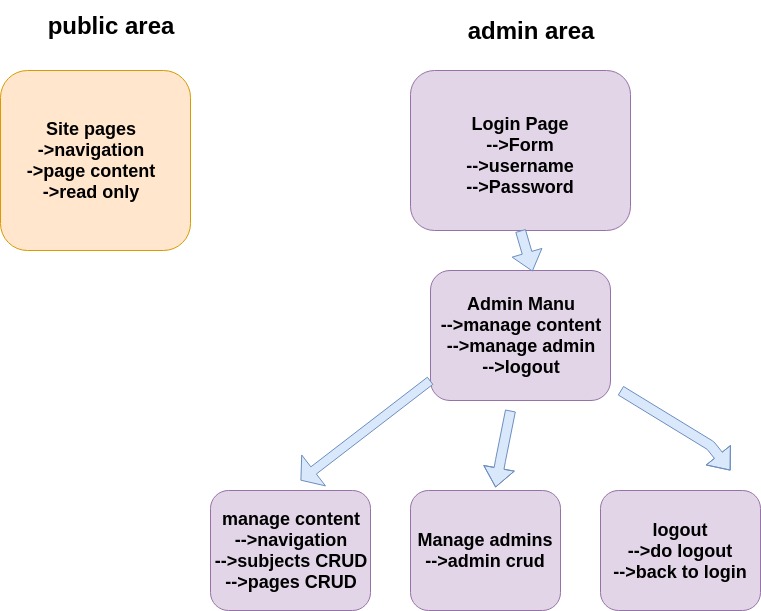 public area
admin area
Site pages
->navigation
->page content
->read only
Login Page
-->Form
-->username
-->Password
Admin Manu
-->manage content
-->manage admin
-->logout
manage content
-->navigation
-->subjects CRUD
-->pages CRUD
Manage admins
-->admin crud
logout
-->do logout
-->back to login